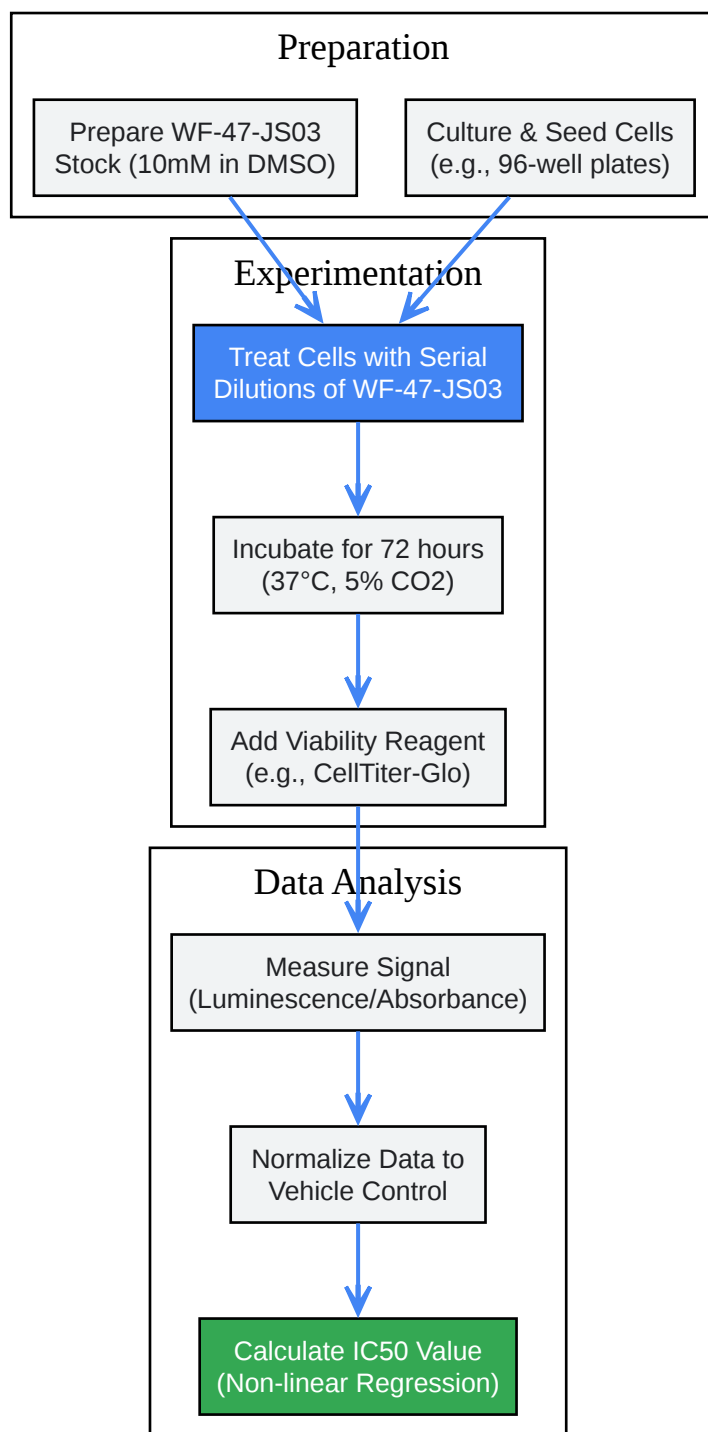 Preparation
Prepare WF-47-JS03
Stock (10mM in DMSO)
Culture & Seed Cells
(e.g., 96-well plates)
Experimentation
Treat Cells with Serial
Dilutions of WF-47-JS03
Incubate for 72 hours
(37°C, 5% CO2)
Add Viability Reagent
(e.g., CellTiter-Glo)
Data Analysis
Measure Signal
(Luminescence/Absorbance)
Normalize Data to
Vehicle Control
Calculate IC50 Value
(Non-linear Regression)